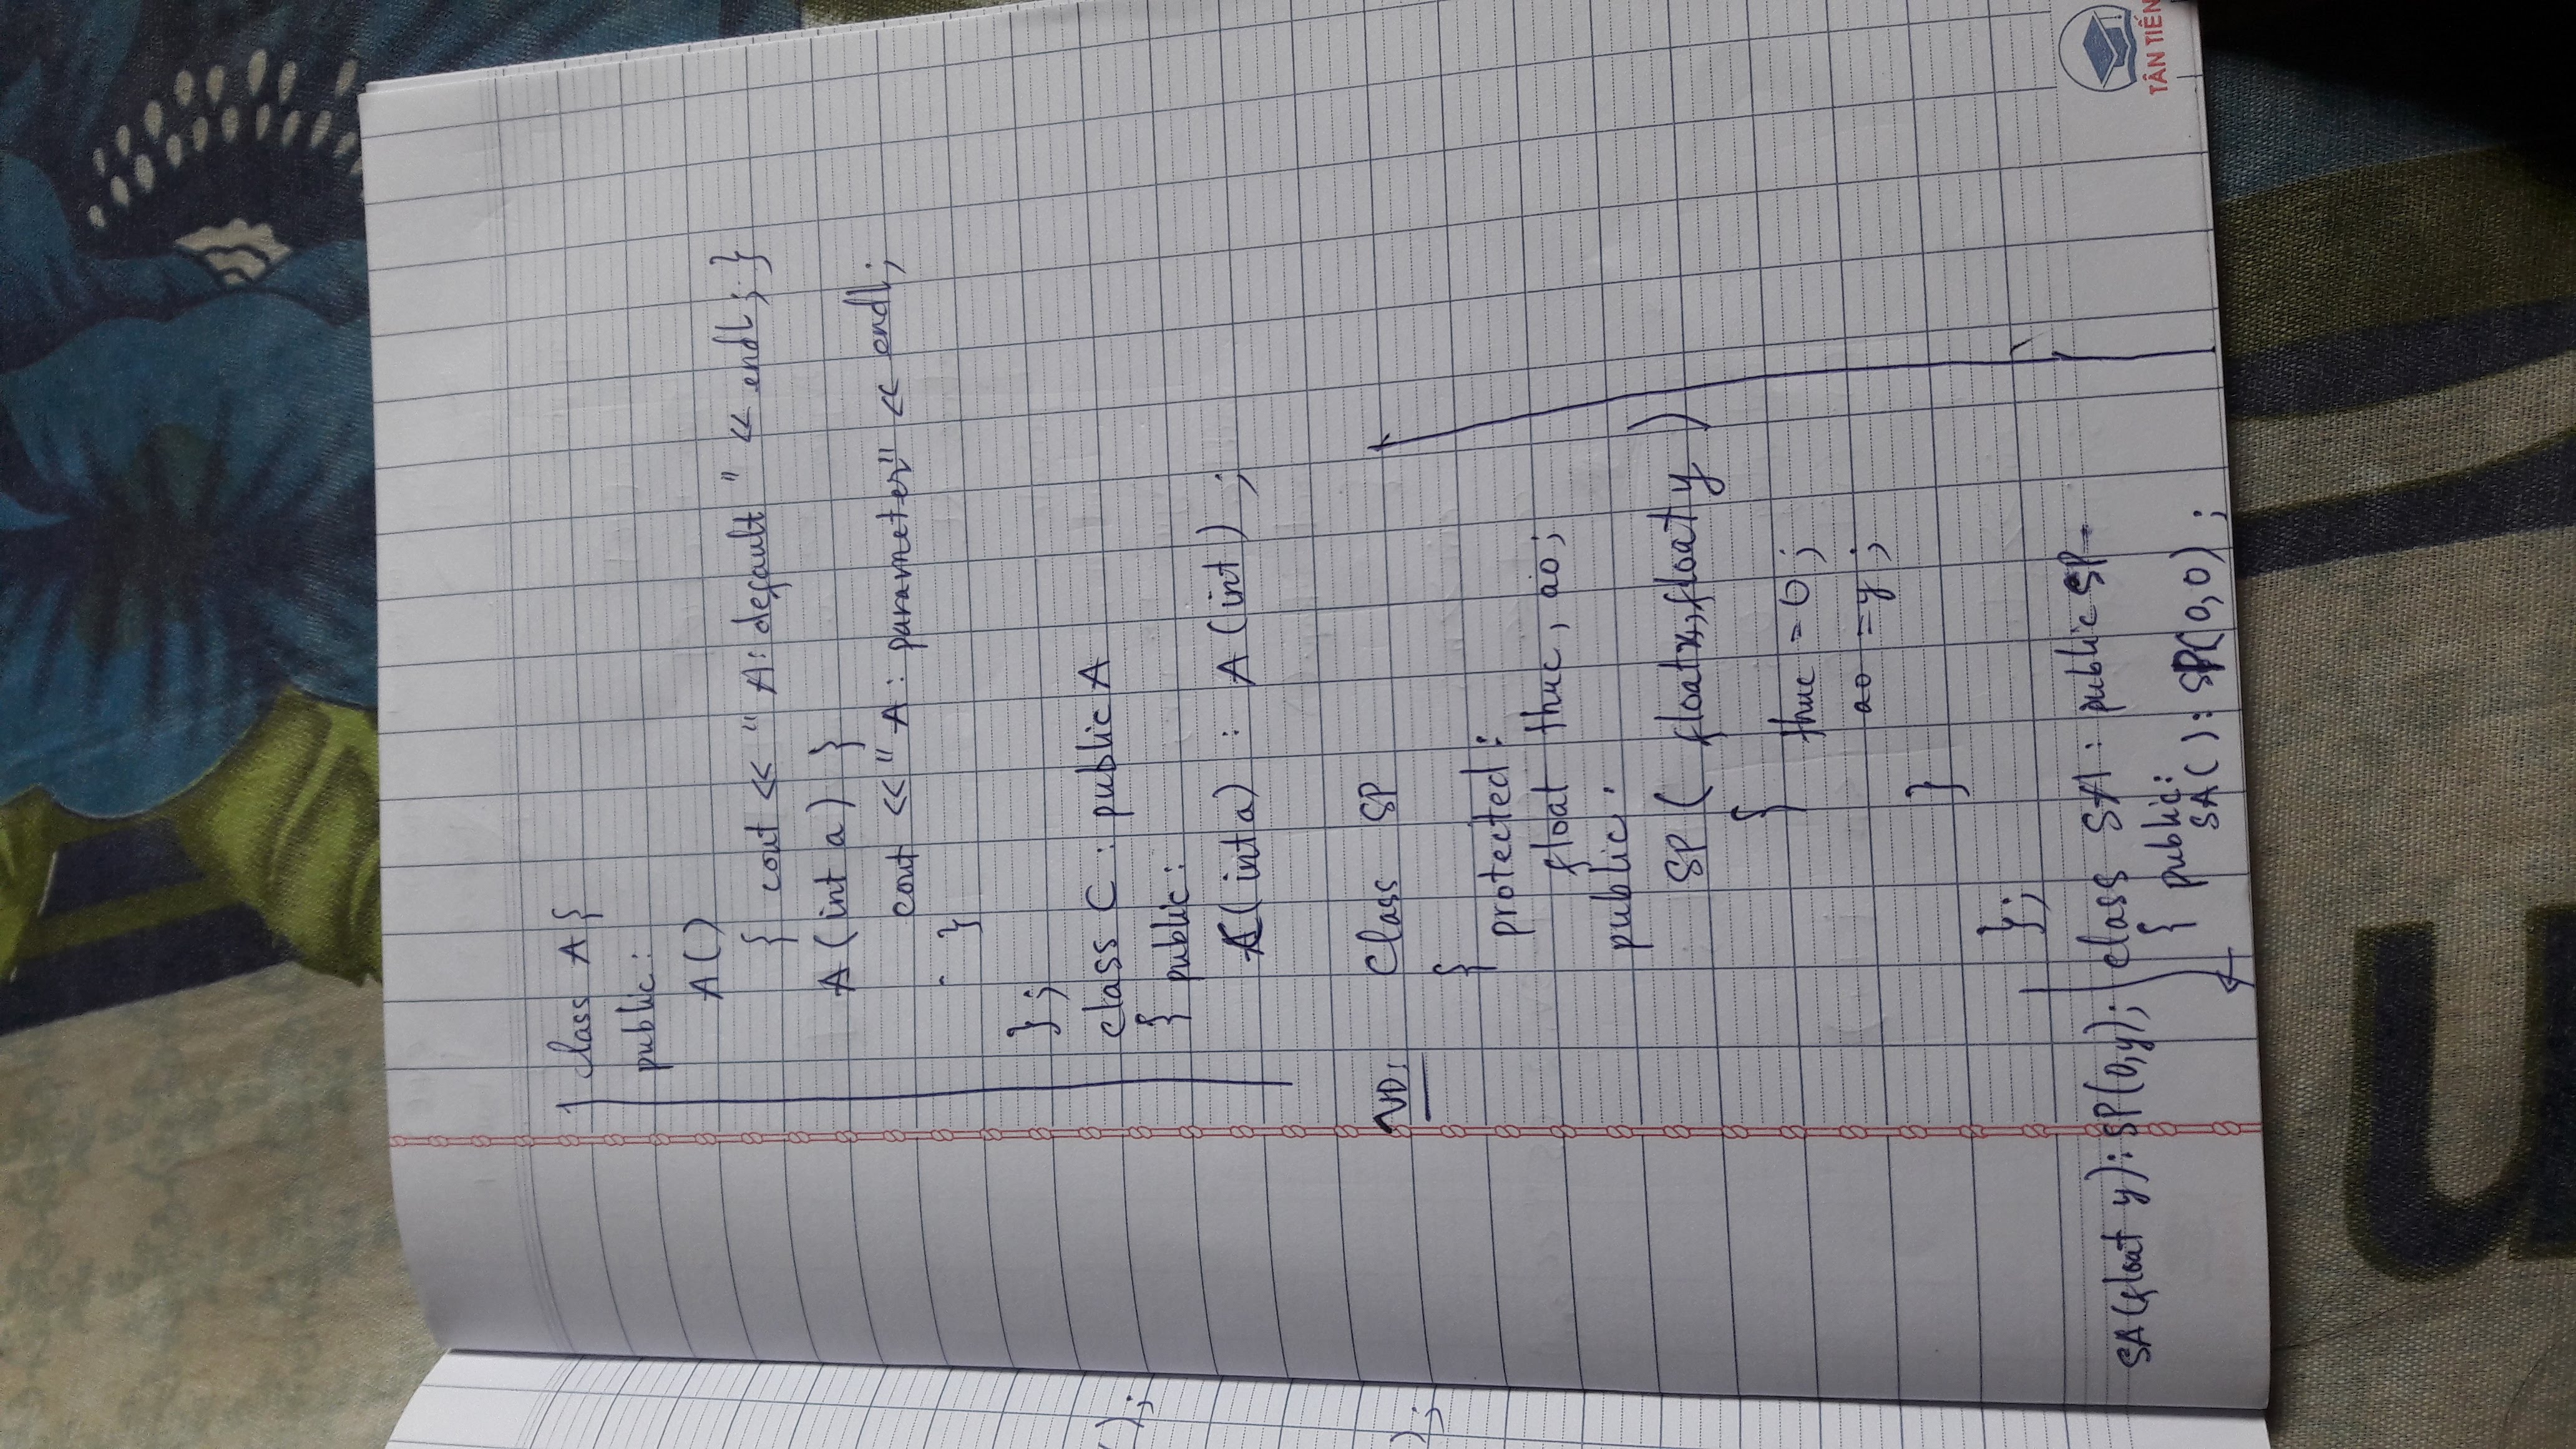 class A {
public:
A()
{ cout << " A: default " << endl; }
A (int a) }
cout << " A : parameter" << endl;
}
};
class C : public A
{ public:
C(int a) : A (int) ;
VD: Class SP
{
protected:
float thuc, ao;
public:
SP ( float x, float y )
{
thuc = 0 ;
ao = y ;
}
};
class SA : public SP
{ public:
SA() : SP(0,0) ;
SA(float y): SP(0,y);
);
);
TÂN TIẾN